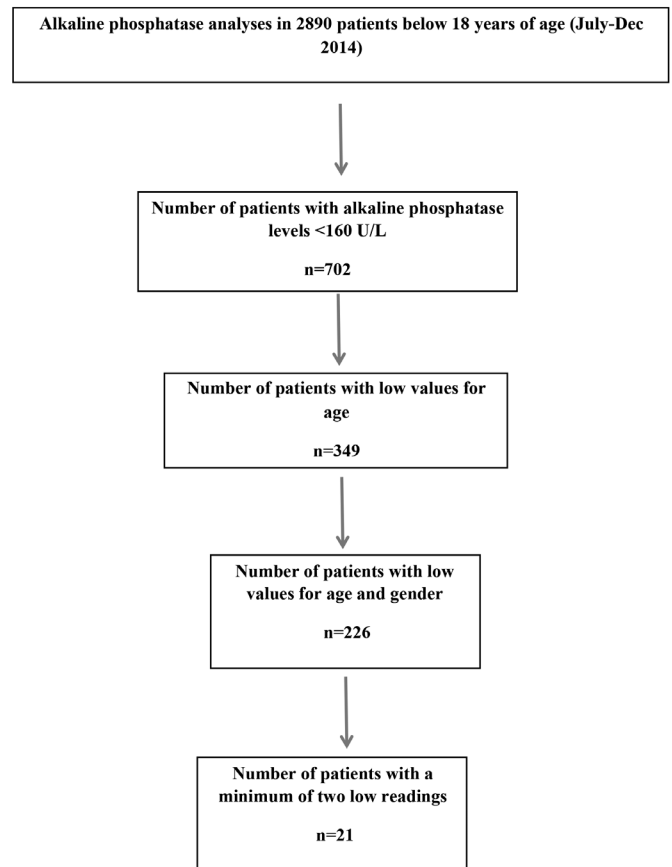 Alkaline phosphatase analyses in 2890 patients below 18 years of age (July-Dec
2014)
Number of patients with alkaline phosphatase
levels <160 U/L
n=702
Number of patients with low values for
age
n=349
Number of patients with low
values for age and gender
n=226
Number of patients with a
minimum of two low readings
n=21